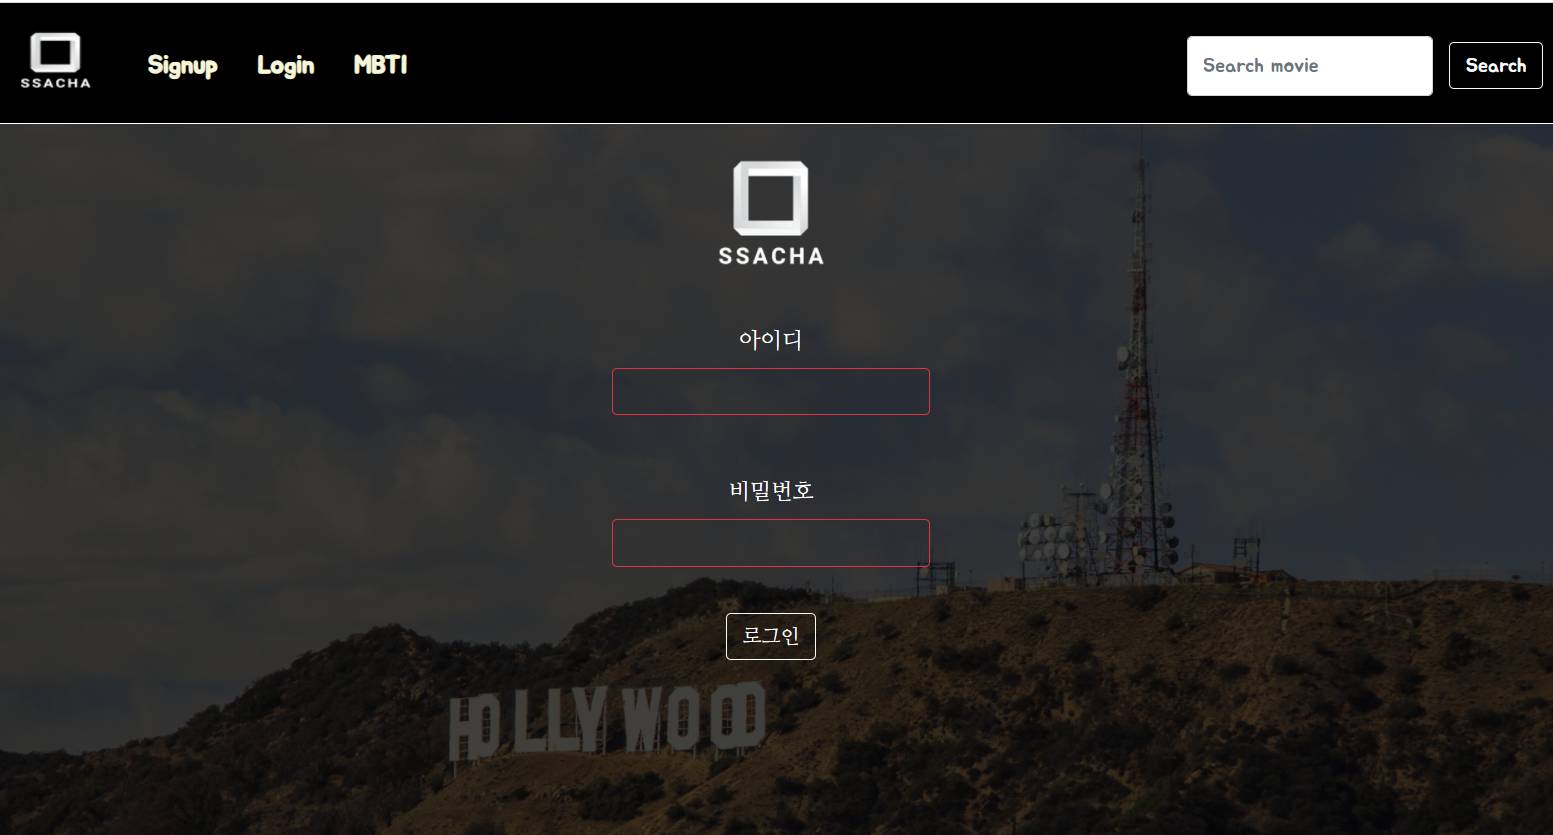 SSACHA
Signup Login MBTI
Search movie
Search
SSACHA
아이디
비밀번호
로그인
HOLLYWOOD